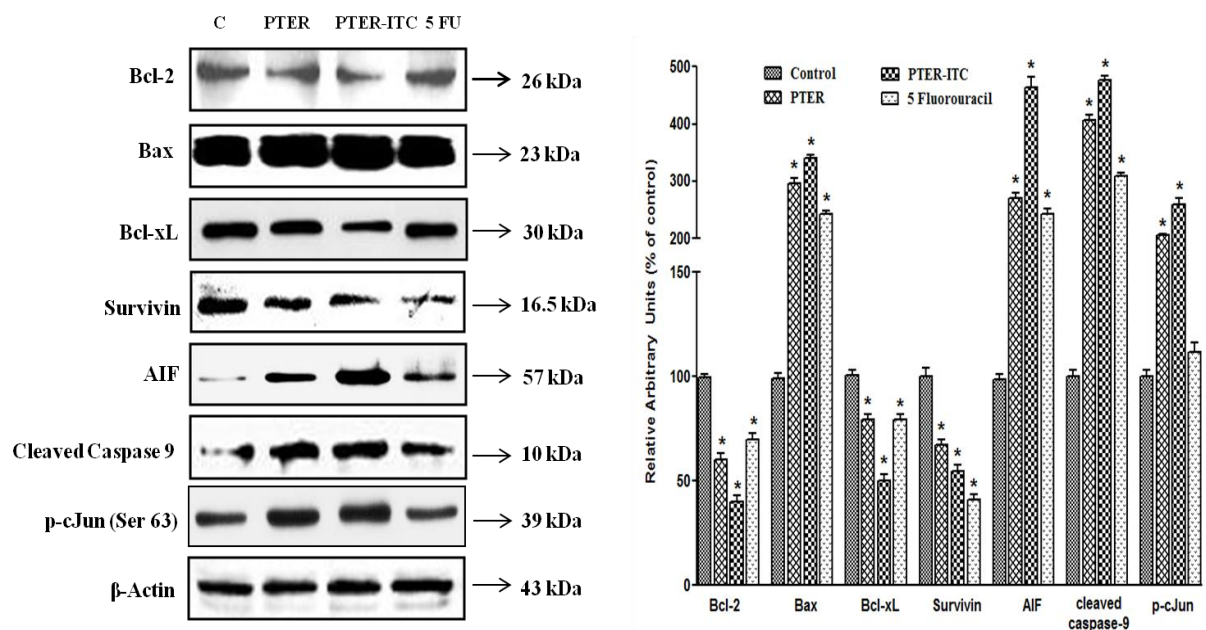 C PTER PTER-ITC 5 FU
Bcl-2 26 kDa
Bax 23 kDa
Bcl-xL 30 kDa
Survivin 16.5 kDa
AIF 57 kDa
Cleaved Caspase 9 10 kDa
p-cJun (Ser 63) 39 kDa
β-Actin 43 kDa
Relative Arbitrary Units (% of control)
500
400
300
200
150
100
50
0
Control PTER-ITC
PTER 5 Fluorouracil
* * *
* * *
* * *
* * *
* * *
* * *
* *
Bcl-2 Bax Bcl-xL Survivin AIF cleaved p-cJun
caspase-9